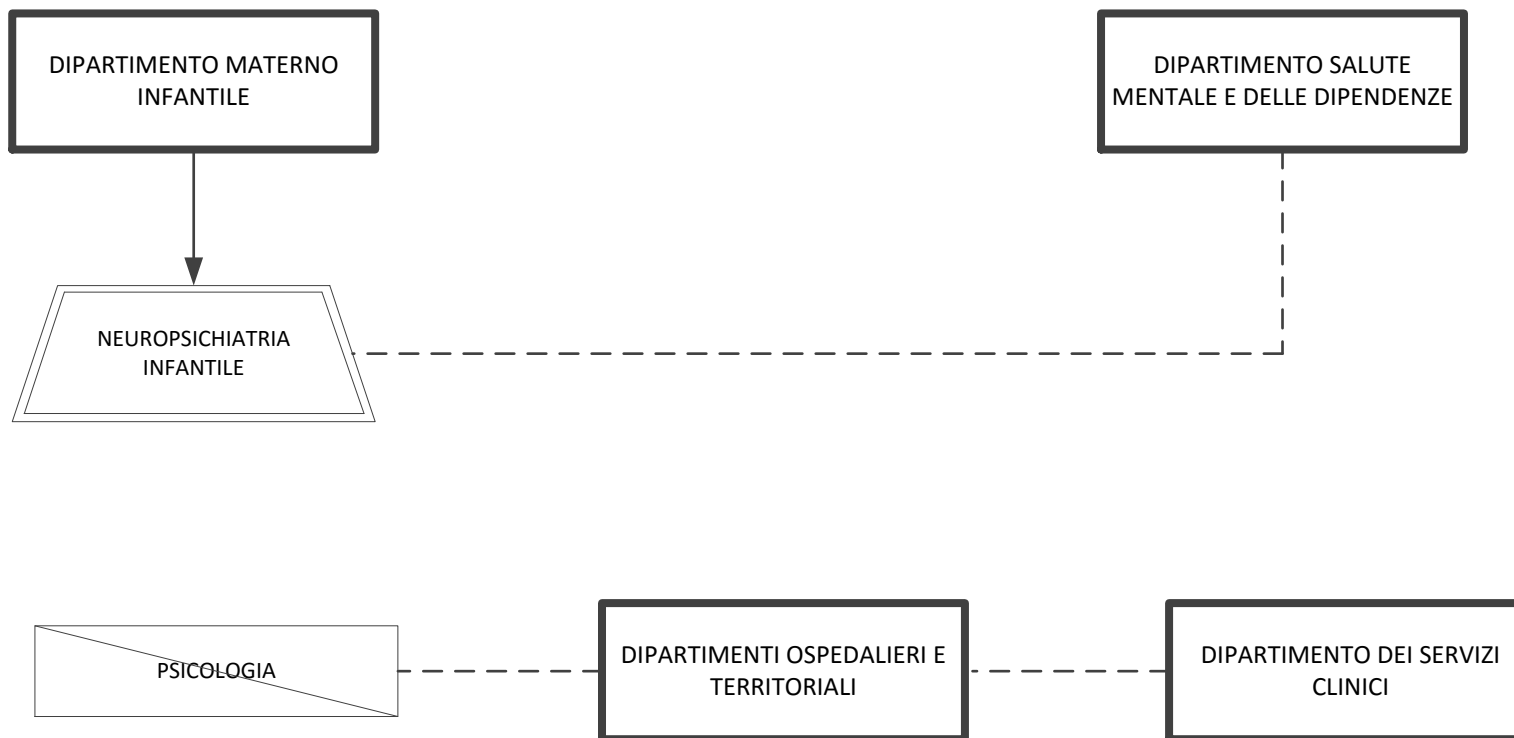 DIPARTIMENTO MATERNO
INFANTILE
DIPARTIMENTO SALUTE
MENTALE E DELLE DIPENDENZE
NEUROPSICHIATRIA
INFANTILE
PSICOLOGIA
DIPARTIMENTI OSPEDALIERI E
TERRITORIALI
DIPARTIMENTO DEI SERVIZI
CLINICI